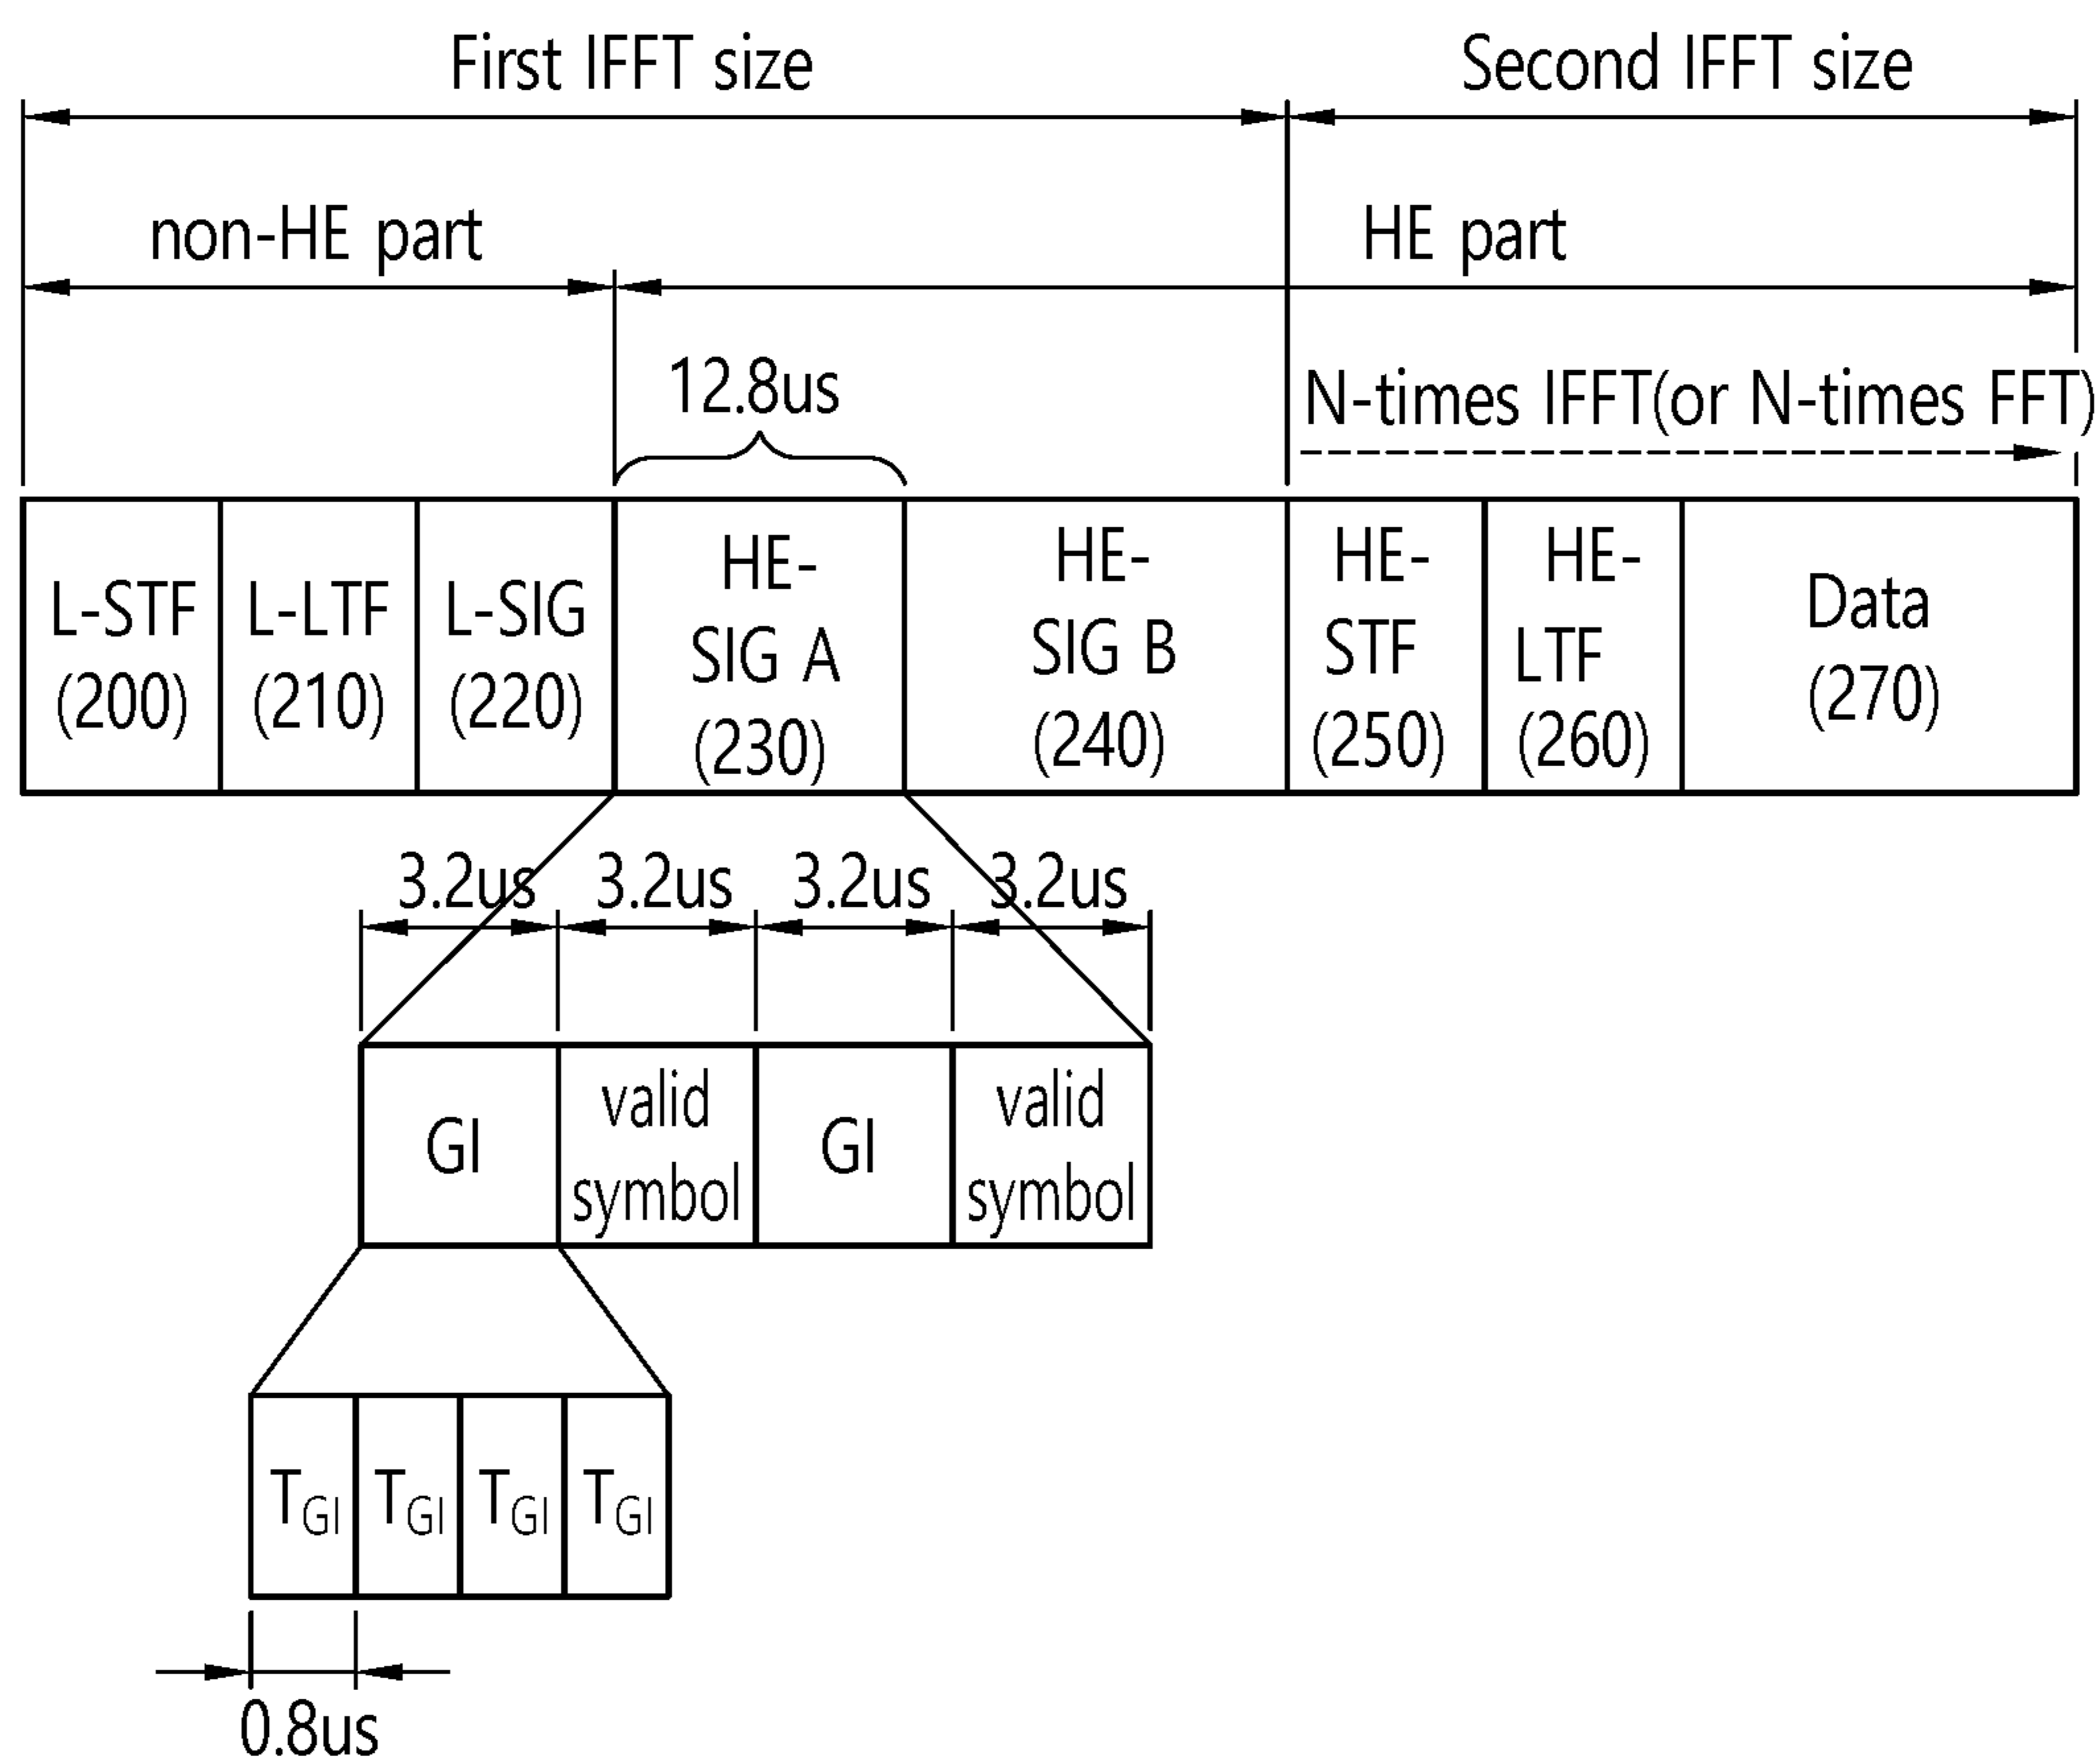 First IFFT size
Second IFFT size
non-HE part
HE part
12.8us
N-times IFFT(or N-times FFT)
L-STF
(200)
L-LTF
(210)
L-SIG
(220)
HE-
SIG A
(230)
HE-
SIG B
(240)
HE-
STF
(250)
HE-
LTF
(260)
Data
(270)
3.2us
3.2us
3.2us
3.2us
GI
valid
symbol
GI
valid
symbol
TGI
TGI
TGI
TGI
0.8us